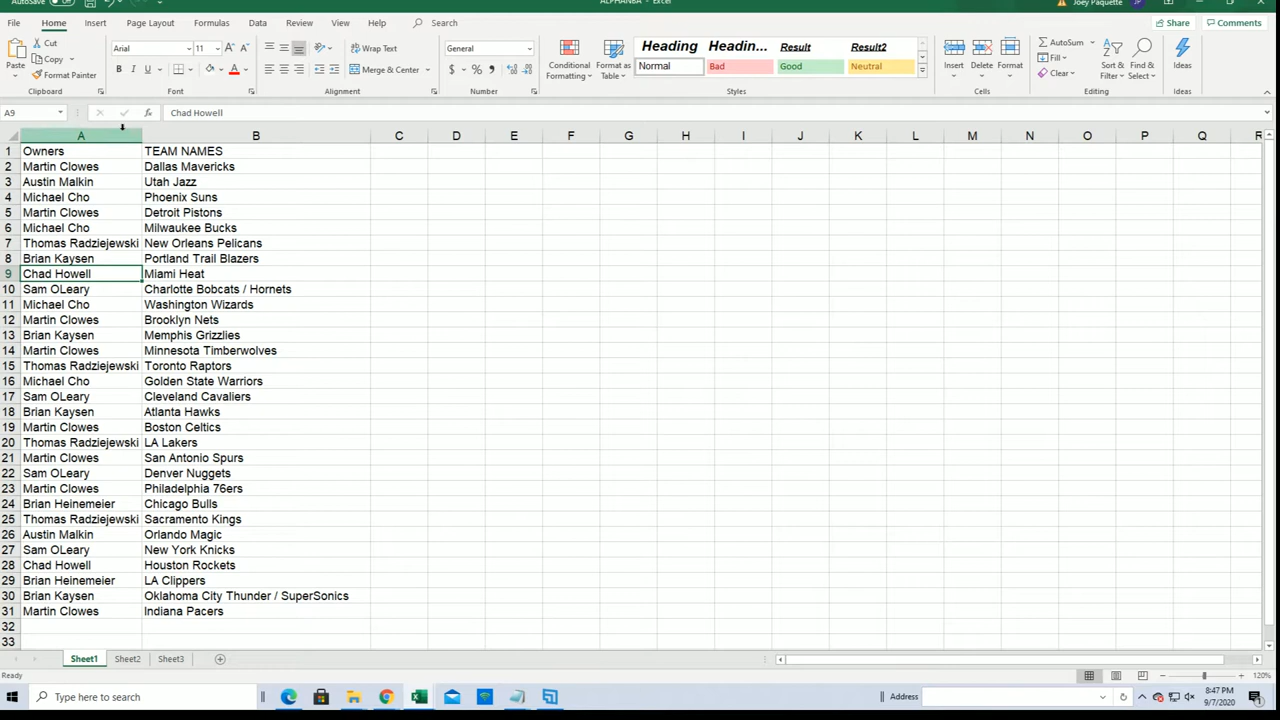 AutoSave Off ALPHANBA - Excel Joey Paquette JP
File Home Insert Page Layout Formulas Data Review View Help Search Share Comments
Paste Cut Copy Format Painter Clipboard
Arial 11 A A B I U A Font
Wrap Text Merge & Center Alignment
General $ % Number
Conditional Formatting Format as Table
Heading Headin... Result Result2
Normal Bad Good Neutral
Styles
Insert Delete Format Cells
AutoSum Fill Clear Sort & Filter Find & Select Editing
Ideas
A9 fx Chad Howell
A B C D E F G H I J K L M N O P Q R
1 Owners TEAM NAMES
2 Martin Clowes Dallas Mavericks
3 Austin Malkin Utah Jazz
4 Michael Cho Phoenix Suns
5 Martin Clowes Detroit Pistons
6 Michael Cho Milwaukee Bucks
7 Thomas Radziejewski New Orleans Pelicans
8 Brian Kaysen Portland Trail Blazers
9 Chad Howell Miami Heat
10 Sam OLeary Charlotte Bobcats / Hornets
11 Michael Cho Washington Wizards
12 Martin Clowes Brooklyn Nets
13 Brian Kaysen Memphis Grizzlies
14 Martin Clowes Minnesota Timberwolves
15 Thomas Radziejewski Toronto Raptors
16 Michael Cho Golden State Warriors
17 Sam OLeary Cleveland Cavaliers
18 Brian Kaysen Atlanta Hawks
19 Martin Clowes Boston Celtics
20 Thomas Radziejewski LA Lakers
21 Martin Clowes San Antonio Spurs
22 Sam OLeary Denver Nuggets
23 Martin Clowes Philadelphia 76ers
24 Brian Heinemeier Chicago Bulls
25 Thomas Radziejewski Sacramento Kings
26 Austin Malkin Orlando Magic
27 Sam OLeary New York Knicks
28 Chad Howell Houston Rockets
29 Brian Heinemeier LA Clippers
30 Brian Kaysen Oklahoma City Thunder / SuperSonics
31 Martin Clowes Indiana Pacers
32
33
Sheet1 Sheet2 Sheet3
Ready 120%
Type here to search Address 8:47 PM
9/7/2020